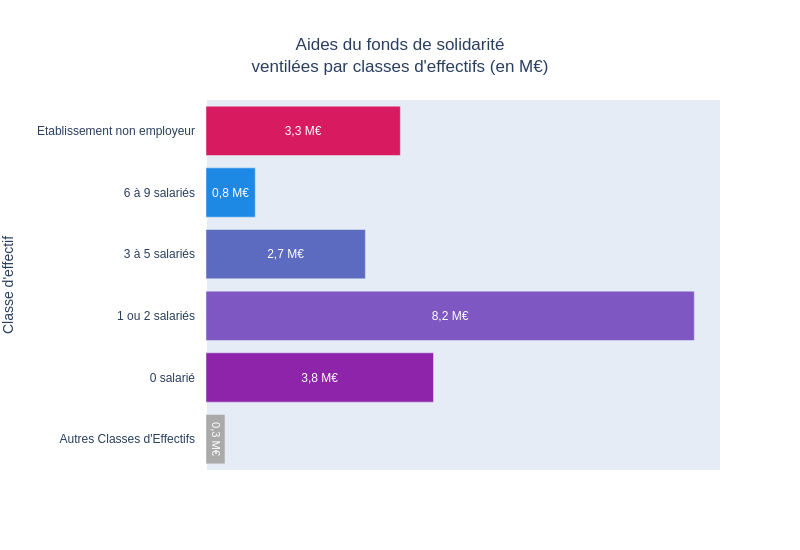 Aides du fonds de solidarité
ventilées par classes d'effectifs (en M€)
Classe d'effectif
Etablissement non employeur
3,3 M€
6 à 9 salariés
0,8 M€
3 à 5 salariés
2,7 M€
1 ou 2 salariés
8,2 M€
0 salarié
3,8 M€
Autres Classes d'Effectifs
0,3 M€